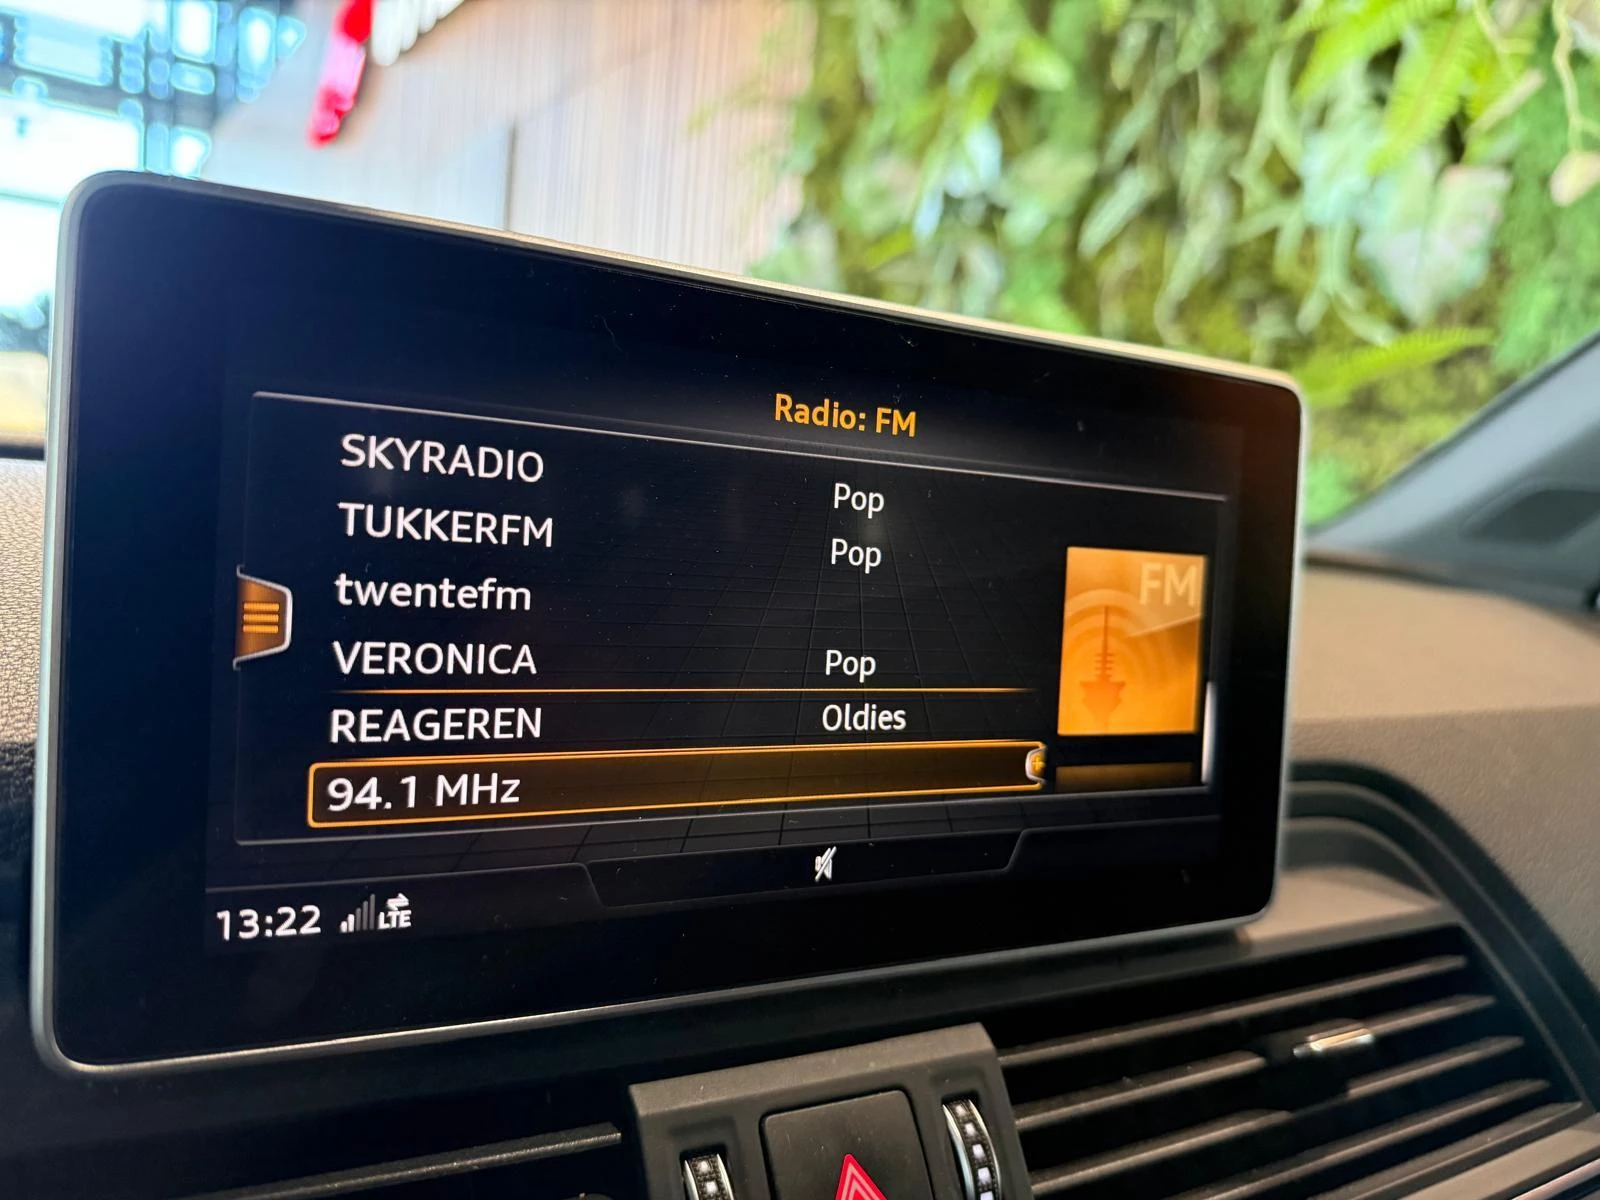 Radio: FM
SKYRADIO Pop
TUKKERFM Pop
twentefm
VERONICA Pop
REAGEREN Oldies
94.1 MHz
FM
13:22 LTE